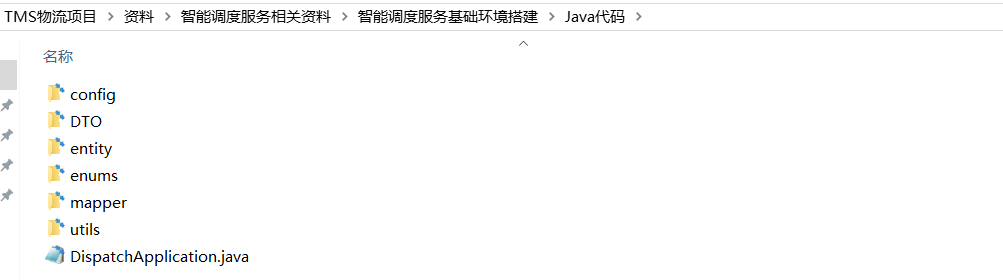 TMS物流项目 > 资料 > 智能调度服务相关资料 > 智能调度服务基础环境搭建 > Java代码 >
名称
config
DTO
entity
enums
mapper
utils
DispatchApplication.java